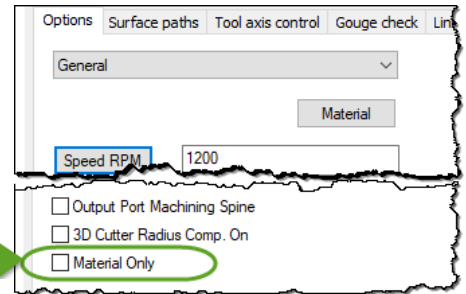 Options Surface paths Tool axis control Gouge check Link
General
Material
Speed RPM 1200
Output Port Machining Spine
3D Cutter Radius Comp. On
Material Only